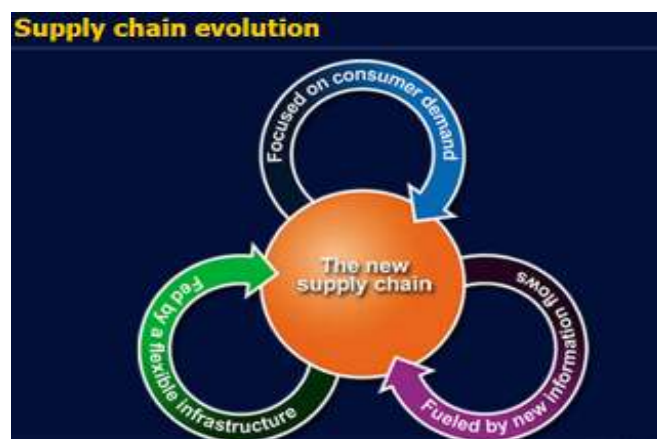 Supply chain evolution
Focused on consumer demand
The new
supply chain
Fed by a flexible infrastructure
Fueled by new information flows